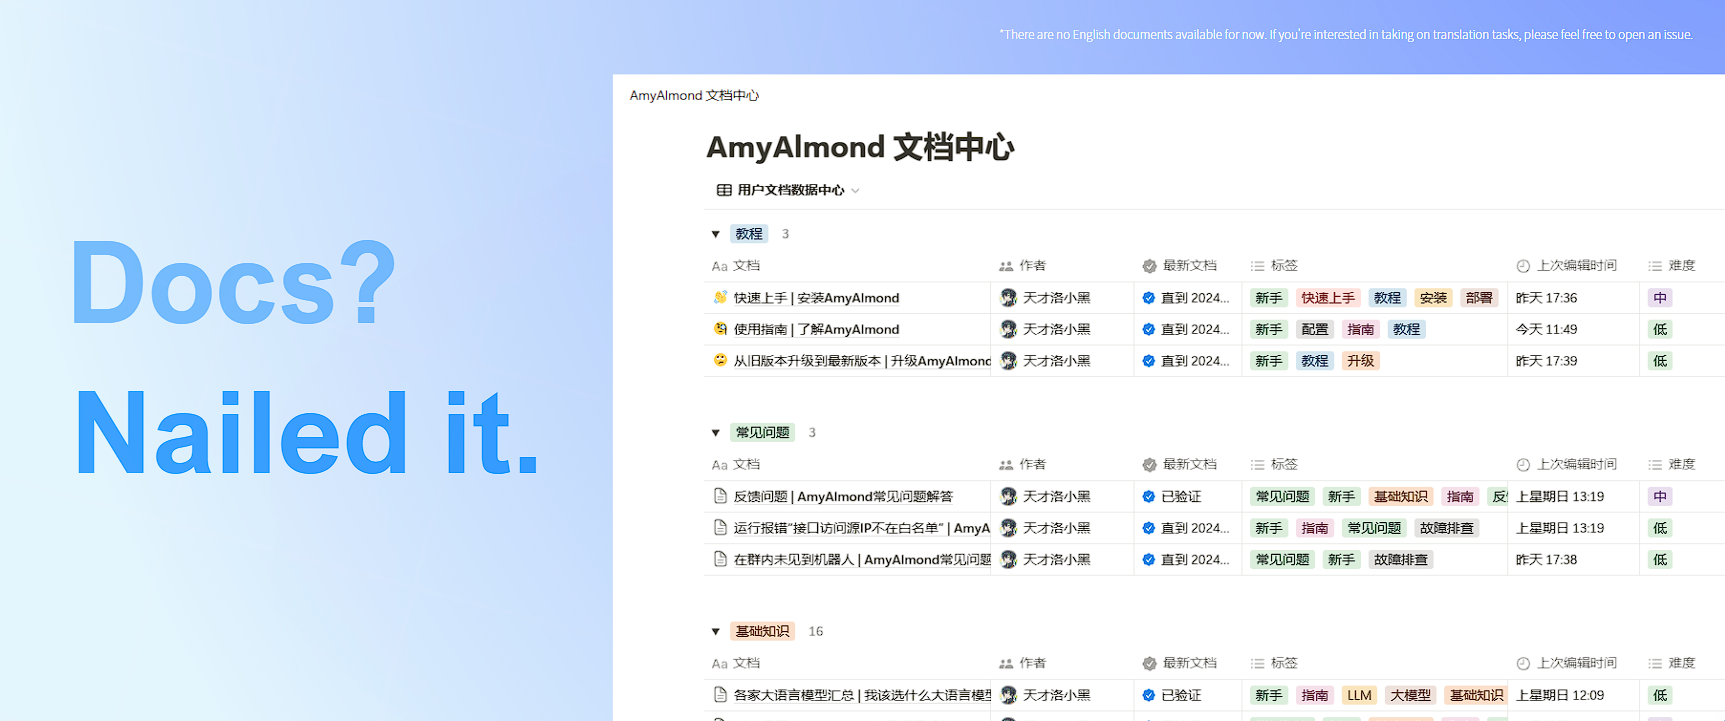 *There are no English documents available for now. If you're interested in taking on translation tasks, please feel free to open an issue.
Docs?
Nailed it.
AmyAlmond 文档中心
AmyAlmond 文档中心
用户文档数据中心
教程 3
Aa 文档 作者 最新文档 标签 上次编辑时间 难度
快速上手 | 安装AmyAlmond 天才洛小黑 直到 2024... 新手 快速上手 教程 安装 部署 昨天 17:36 中
使用指南 | 了解AmyAlmond 天才洛小黑 直到 2024... 新手 配置 指南 教程 今天 11:49 低
从旧版本升级到最新版本 | 升级AmyAlmond 天才洛小黑 直到 2024... 新手 教程 升级 昨天 17:39 低
常见问题 3
Aa 文档 作者 最新文档 标签 上次编辑时间 难度
反馈问题 | AmyAlmond常见问题解答 天才洛小黑 已验证 常见问题 新手 基础知识 指南 反 上星期日 13:19 中
运行报错“接口访问源IP不在白名单” | AmyA 天才洛小黑 直到 2024... 新手 指南 常见问题 故障排查 上星期日 13:19 低
在群内未见到机器人 | AmyAlmond常见问题 天才洛小黑 直到 2024... 常见问题 新手 故障排查 昨天 17:38 低
基础知识 16
Aa 文档 作者 最新文档 标签 上次编辑时间 难度
各家大语言模型汇总 | 我该选什么大语言模型 天才洛小黑 已验证 新手 指南 LLM 大模型 基础知识 上星期日 12:09 低